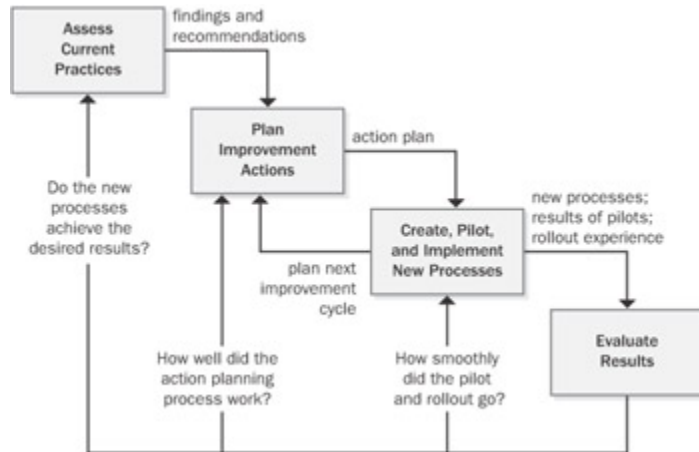 Assess
Current
Practices
findings and
recommendations
Plan
Improvement
Actions
action plan
Do the new
processes
achieve the
desired results?
Create, Pilot,
and Implement
New Processes
new processes;
results of pilots;
rollout experience
plan next
improvement
cycle
Evaluate
Results
How well did the
action planning
process work?
How smoothly
did the pilot
and rollout go?